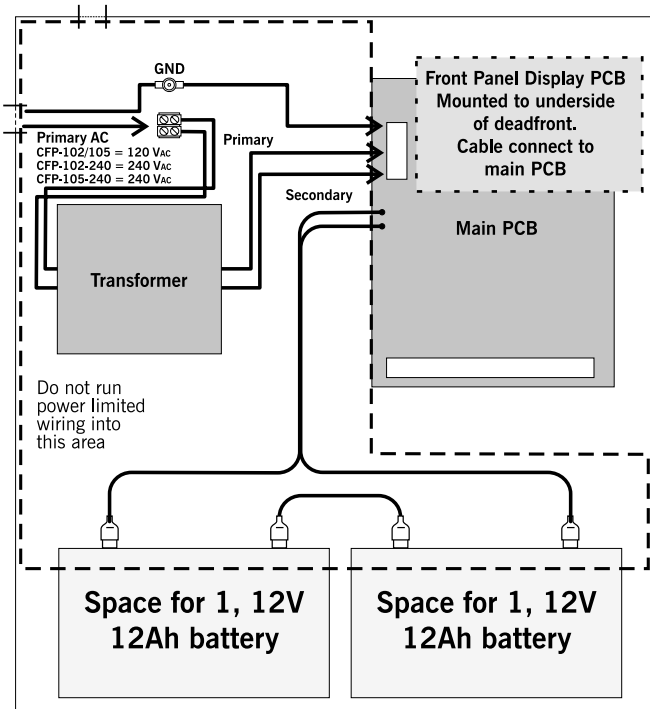 GND
Primary AC
CFP-102/105 = 120 VAC
CFP-102-240 = 240 VAC
CFP-105-240 = 240 VAC
Primary
Secondary
Front Panel Display PCB
Mounted to underside
of deadfront.
Cable connect to
main PCB
Main PCB
Transformer
Do not run
power limited
wiring into
this area
Space for 1, 12V
12Ah battery
Space for 1, 12V
12Ah battery